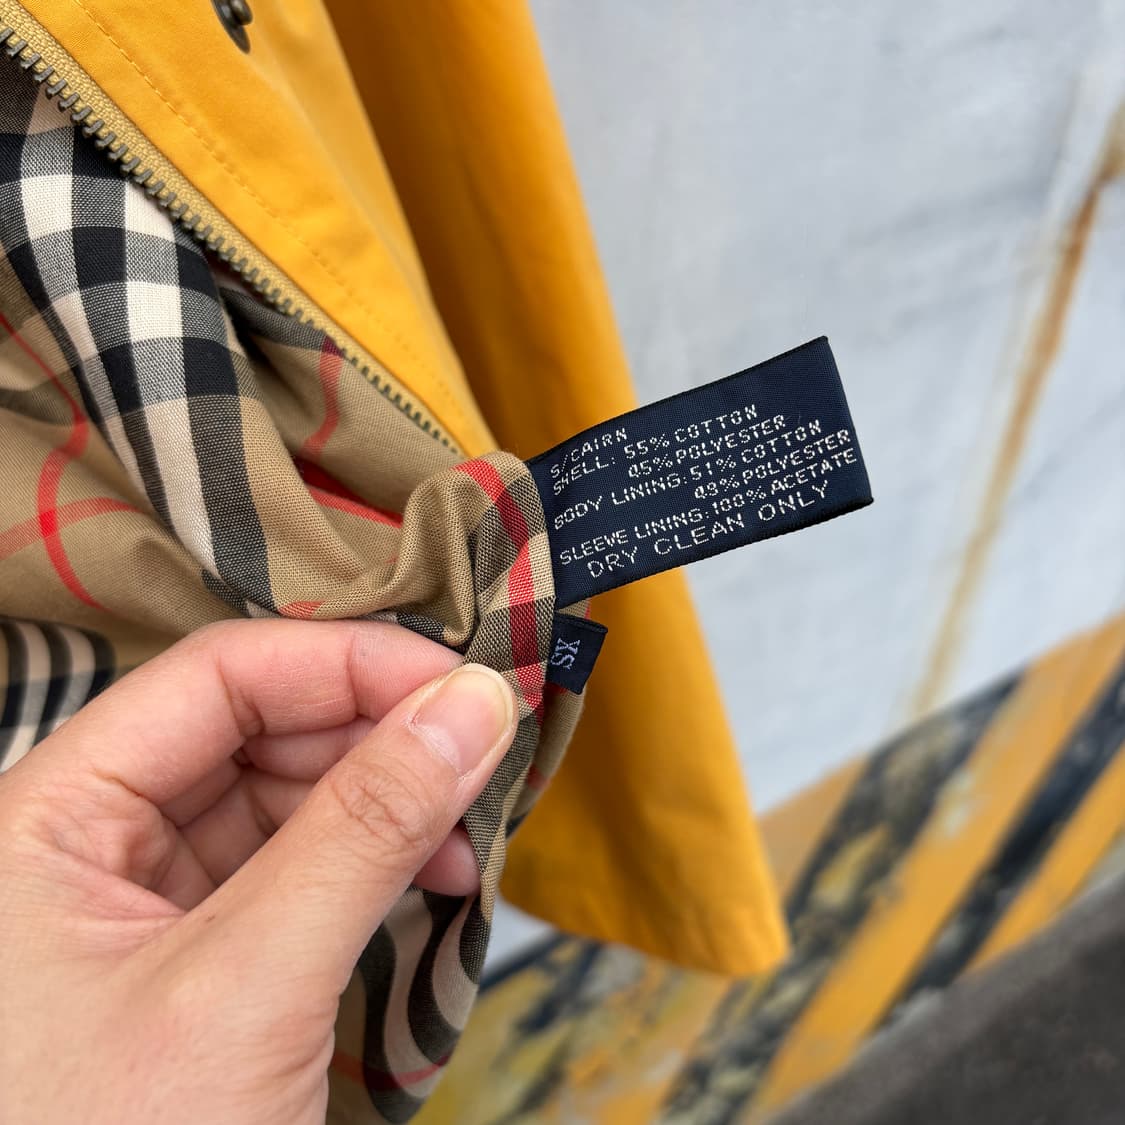 S/CAIRN
SHELL: 55% COTTON
45% POLYESTER
BODY LINING: 51% COTTON
49% POLYESTER
SLEEVE LINING: 100% ACETATE
DRY CLEAN ONLY
XS